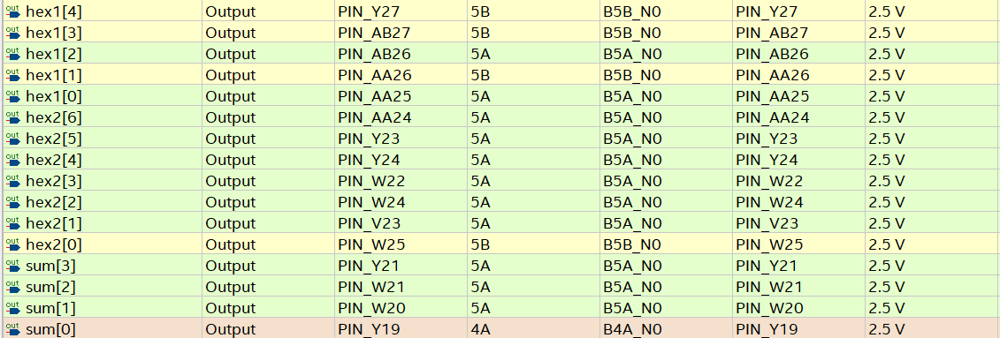 out hex1[4] Output PIN_Y27 5B B5B_N0 PIN_Y27 2.5 V
out hex1[3] Output PIN_AB27 5B B5B_N0 PIN_AB27 2.5 V
out hex1[2] Output PIN_AB26 5A B5A_N0 PIN_AB26 2.5 V
out hex1[1] Output PIN_AA26 5B B5B_N0 PIN_AA26 2.5 V
out hex1[0] Output PIN_AA25 5A B5A_N0 PIN_AA25 2.5 V
out hex2[6] Output PIN_AA24 5A B5A_N0 PIN_AA24 2.5 V
out hex2[5] Output PIN_Y23 5A B5A_N0 PIN_Y23 2.5 V
out hex2[4] Output PIN_Y24 5A B5A_N0 PIN_Y24 2.5 V
out hex2[3] Output PIN_W22 5A B5A_N0 PIN_W22 2.5 V
out hex2[2] Output PIN_W24 5A B5A_N0 PIN_W24 2.5 V
out hex2[1] Output PIN_V23 5A B5A_N0 PIN_V23 2.5 V
out hex2[0] Output PIN_W25 5B B5B_N0 PIN_W25 2.5 V
out sum[3] Output PIN_Y21 5A B5A_N0 PIN_Y21 2.5 V
out sum[2] Output PIN_W21 5A B5A_N0 PIN_W21 2.5 V
out sum[1] Output PIN_W20 5A B5A_N0 PIN_W20 2.5 V
out sum[0] Output PIN_Y19 4A B4A_N0 PIN_Y19 2.5 V